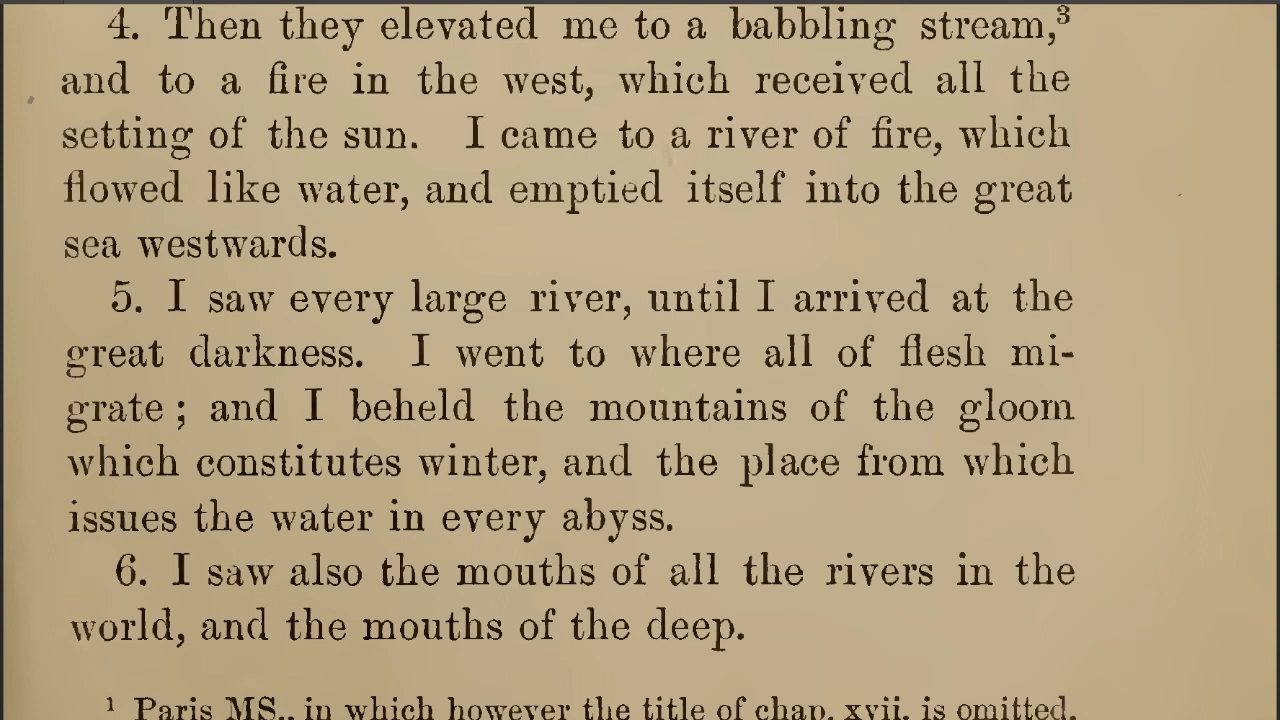 4. Then they elevated me to a babbling stream,³
and to a fire in the west, which received all the
setting of the sun. I came to a river of fire, which
flowed like water, and emptied itself into the great
sea westwards.
5. I saw every large river, until I arrived at the
great darkness. I went to where all of flesh mi-
grate ; and I beheld the mountains of the gloom
which constitutes winter, and the place from which
issues the water in every abyss.
6. I saw also the mouths of all the rivers in the
world, and the mouths of the deep.
¹ Paris MS., in which however the title of chap. xvii. is omitted.